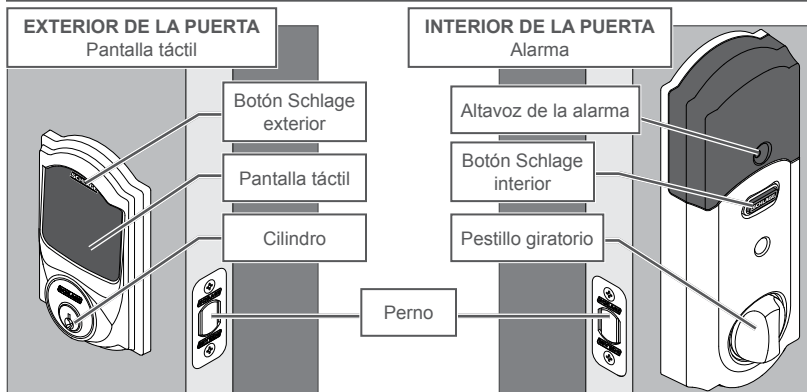 EXTERIOR DE LA PUERTA
Pantalla táctil
Botón Schlage
exterior
Pantalla táctil
Cilindro
INTERIOR DE LA PUERTA
Alarma
Altavoz de la alarma
Botón Schlage
interior
Pestillo giratorio
Perno